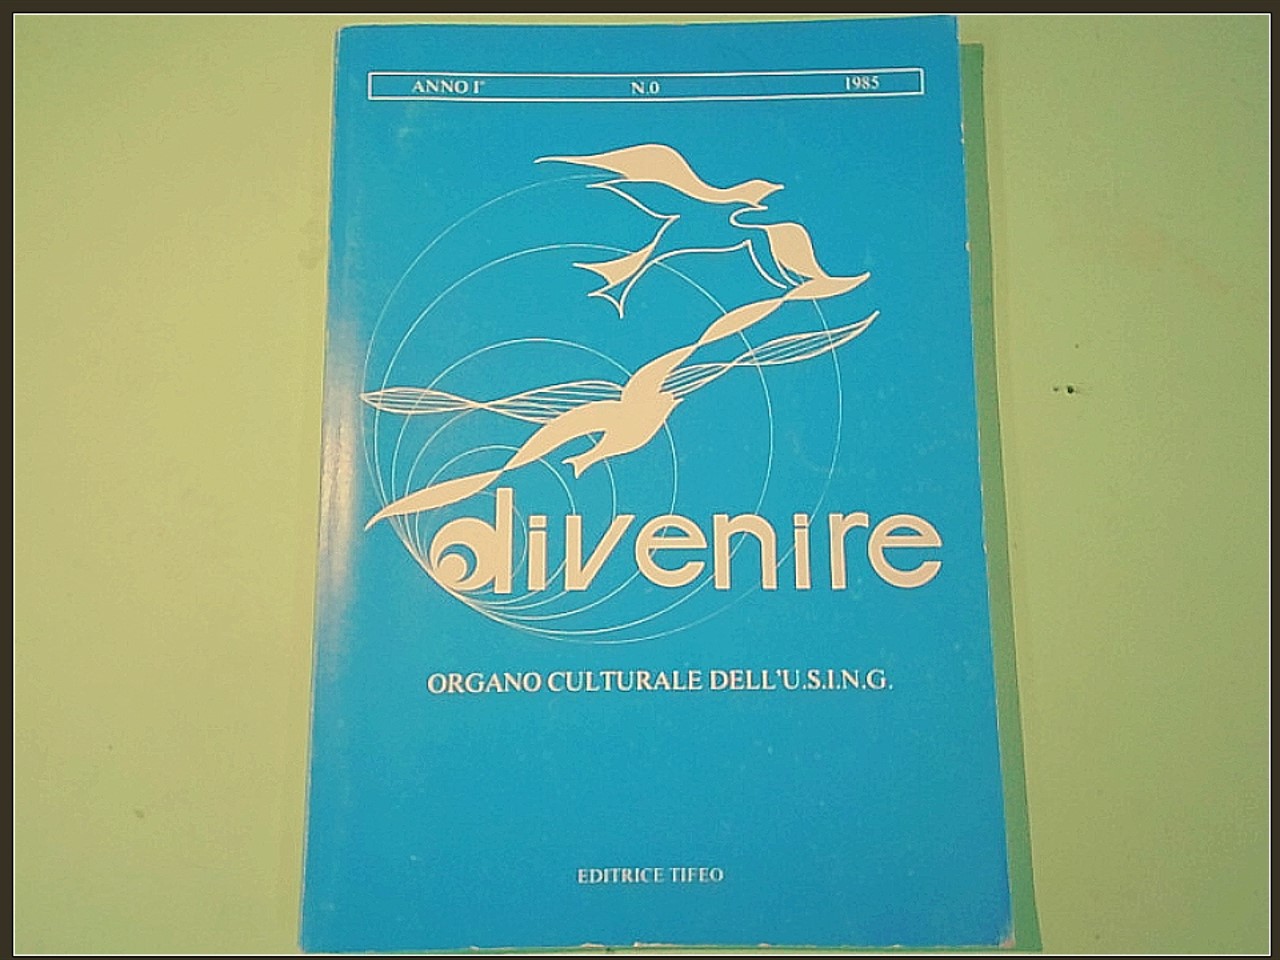 ANNO I° N.0 1985
divenire
ORGANO CULTURALE DELL'U.S.I.N.G.
EDITRICE TIFEO